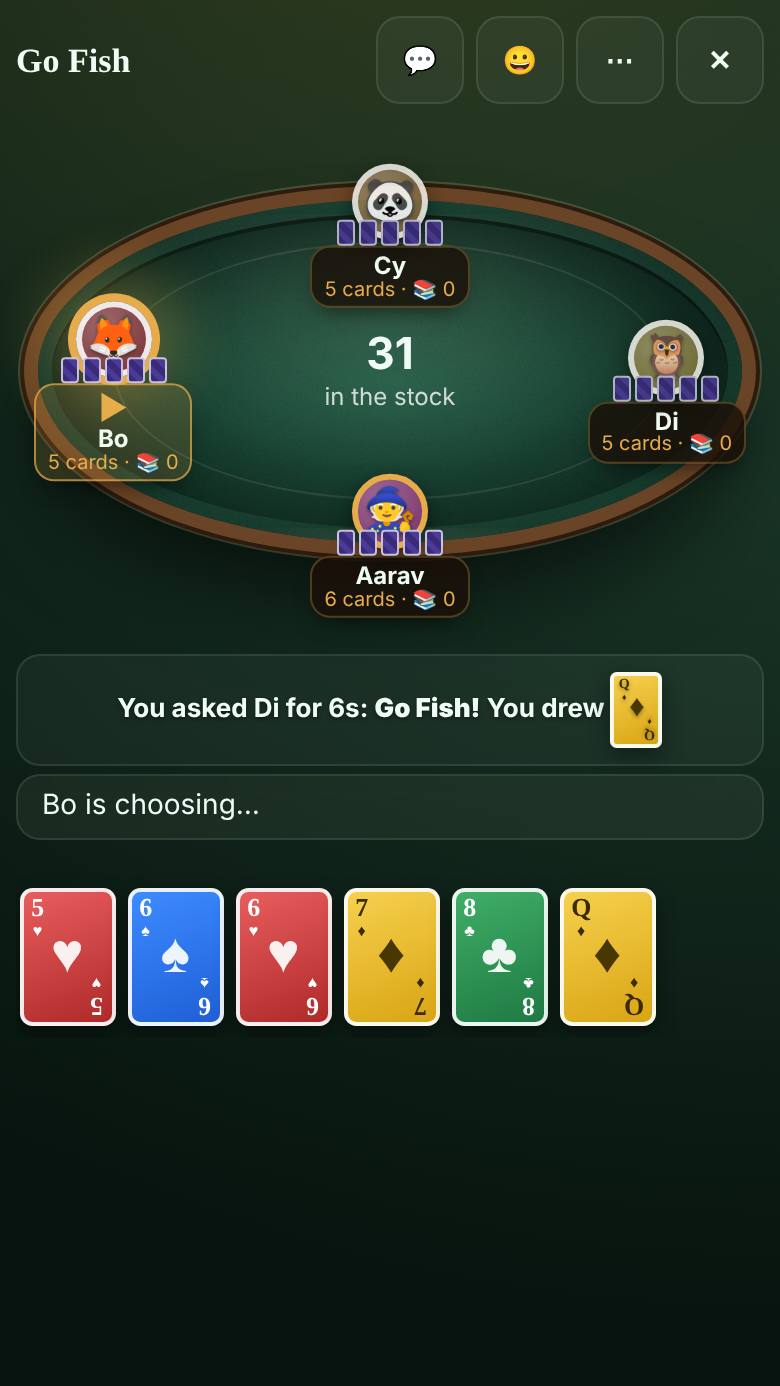 Go Fish
Cy
5 cards · 📚 0
31
in the stock
Bo
5 cards · 📚 0
Di
5 cards · 📚 0
Aarav
6 cards · 📚 0
You asked Di for 6s: Go Fish! You drew Q♦
Bo is choosing...
5♥ 6♠ 6♥ 7♦ 8♣ Q♦